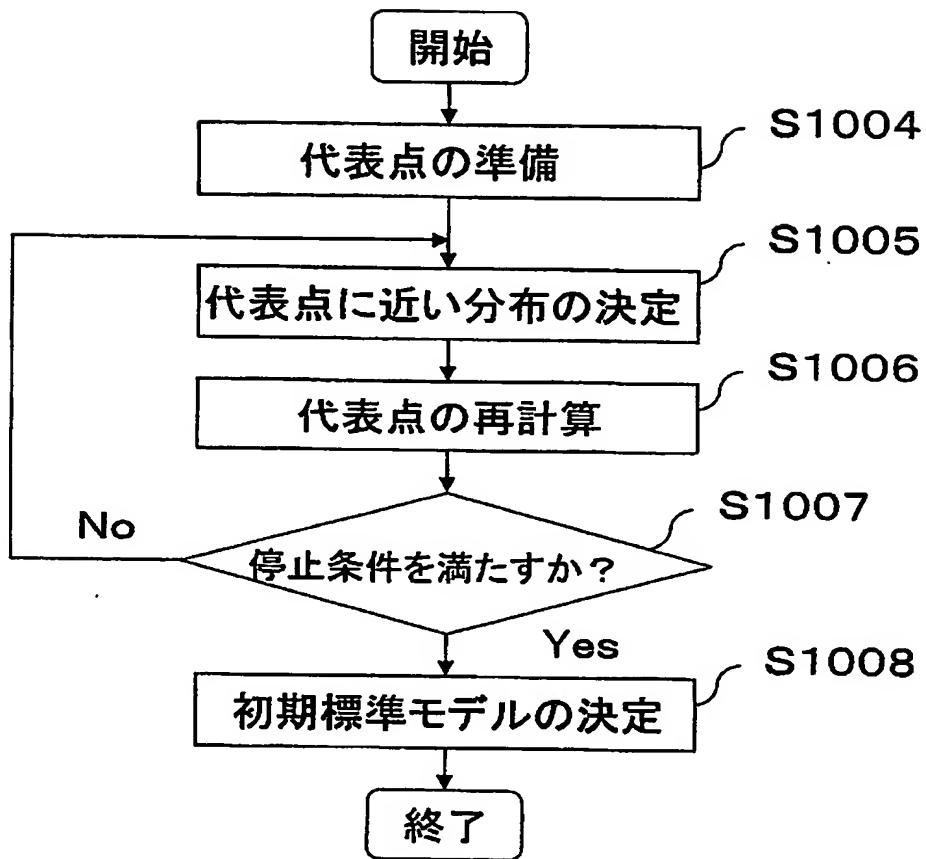 開始
S1004
代表点の準備
S1005
代表点に近い分布の決定
S1006
代表点の再計算
S1007
No
停止条件を満たすか?
Yes
S1008
初期標準モデルの決定
終了